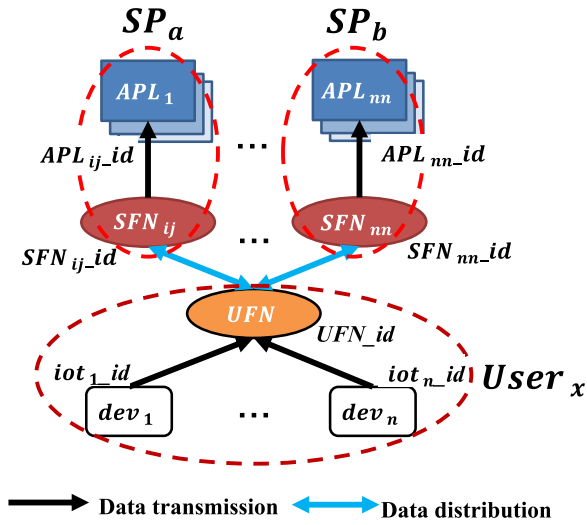 SP_a SP_b
APL_1 APL_nn
APL_ij_id ... APL_nn_id
SFN_ij SFN_nn
SFN_ij_id ... SFN_nn_id
UFN
UFN_id
iot_1_id iot_n_id User_x
dev_1 ... dev_n
Data transmission Data distribution